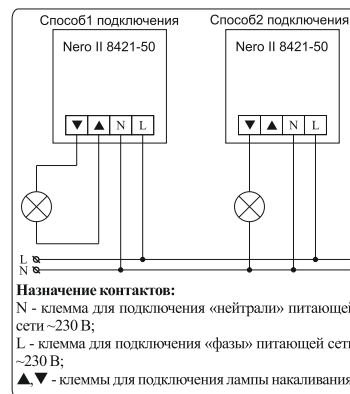 Способ1 подключения Способ2 подключения
Nero II 8421-50 Nero II 8421-50
▼ ▲ N L ▼ ▲ N L
L
N
Назначение контактов:
N - клемма для подключения «нейтрали» питающей
сети ~230 В;
L - клемма для подключения «фазы» питающей сети
~230 В;
▲,▼ - клеммы для подключения лампы накаливания